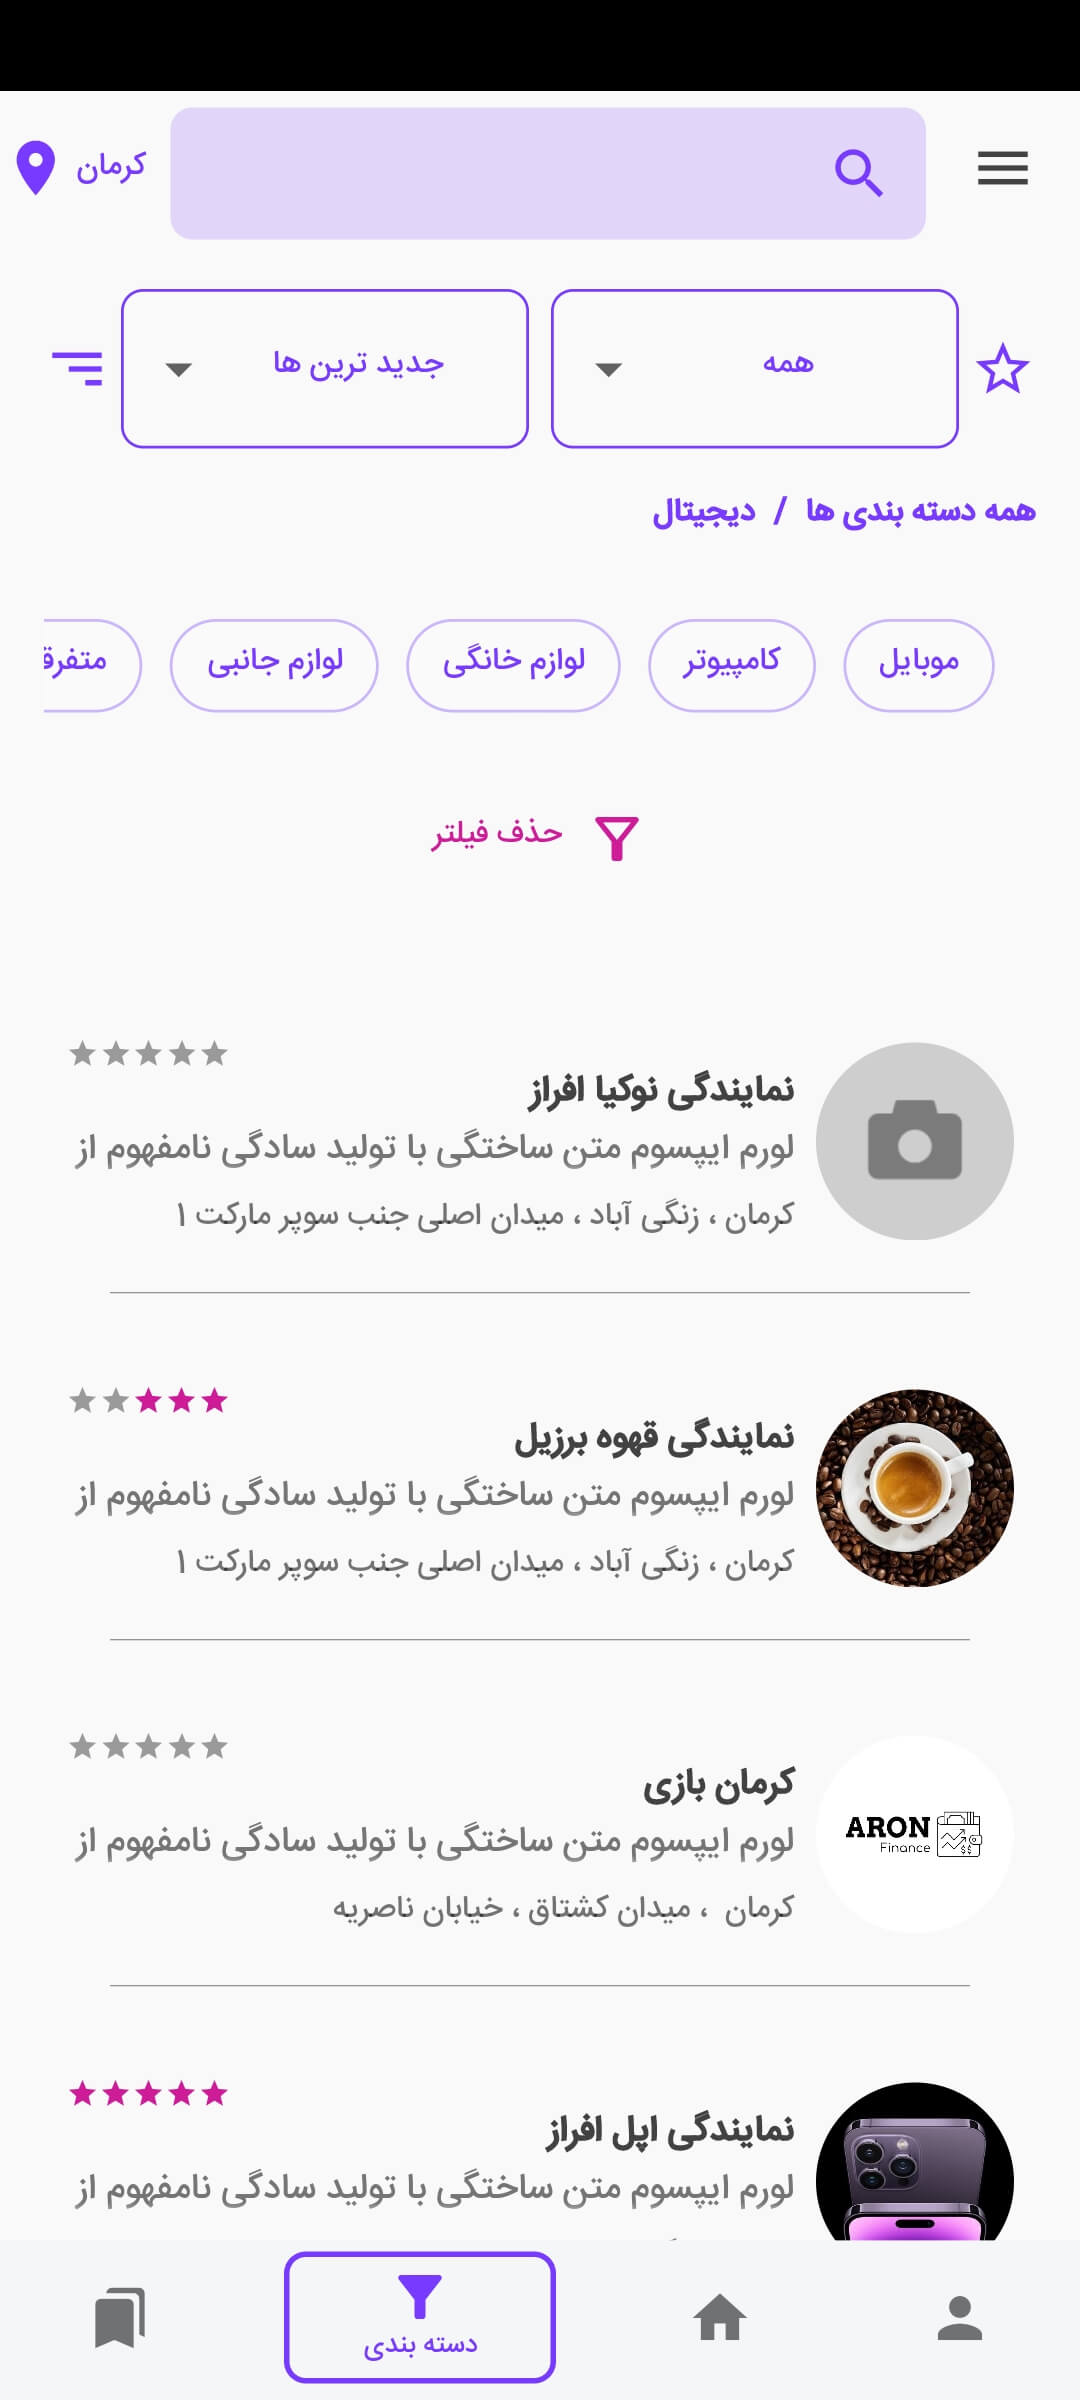 کرمان
همه
جدید ترین ها
همه دسته بندی ها / دیجیتال
موبایل
کامپیوتر
لوازم خانگی
لوازم جانبی
حذف فیلتر
نمایندگی نوکیا افراز
لورم ایپسوم متن ساختگی با تولید سادگی نامفهوم از
کرمان ، زنگی آباد ، میدان اصلی جنب سوپر مارکت 1
نمایندگی قهوه برزیل
لورم ایپسوم متن ساختگی با تولید سادگی نامفهوم از
کرمان ، زنگی آباد ، میدان اصلی جنب سوپر مارکت 1
ARON
Finance
کرمان بازی
لورم ایپسوم متن ساختگی با تولید سادگی نامفهوم از
کرمان ، میدان کشتاق ، خیابان ناصریه
نمایندگی اپل افراز
لورم ایپسوم متن ساختگی با تولید سادگی نامفهوم از
دسته بندی